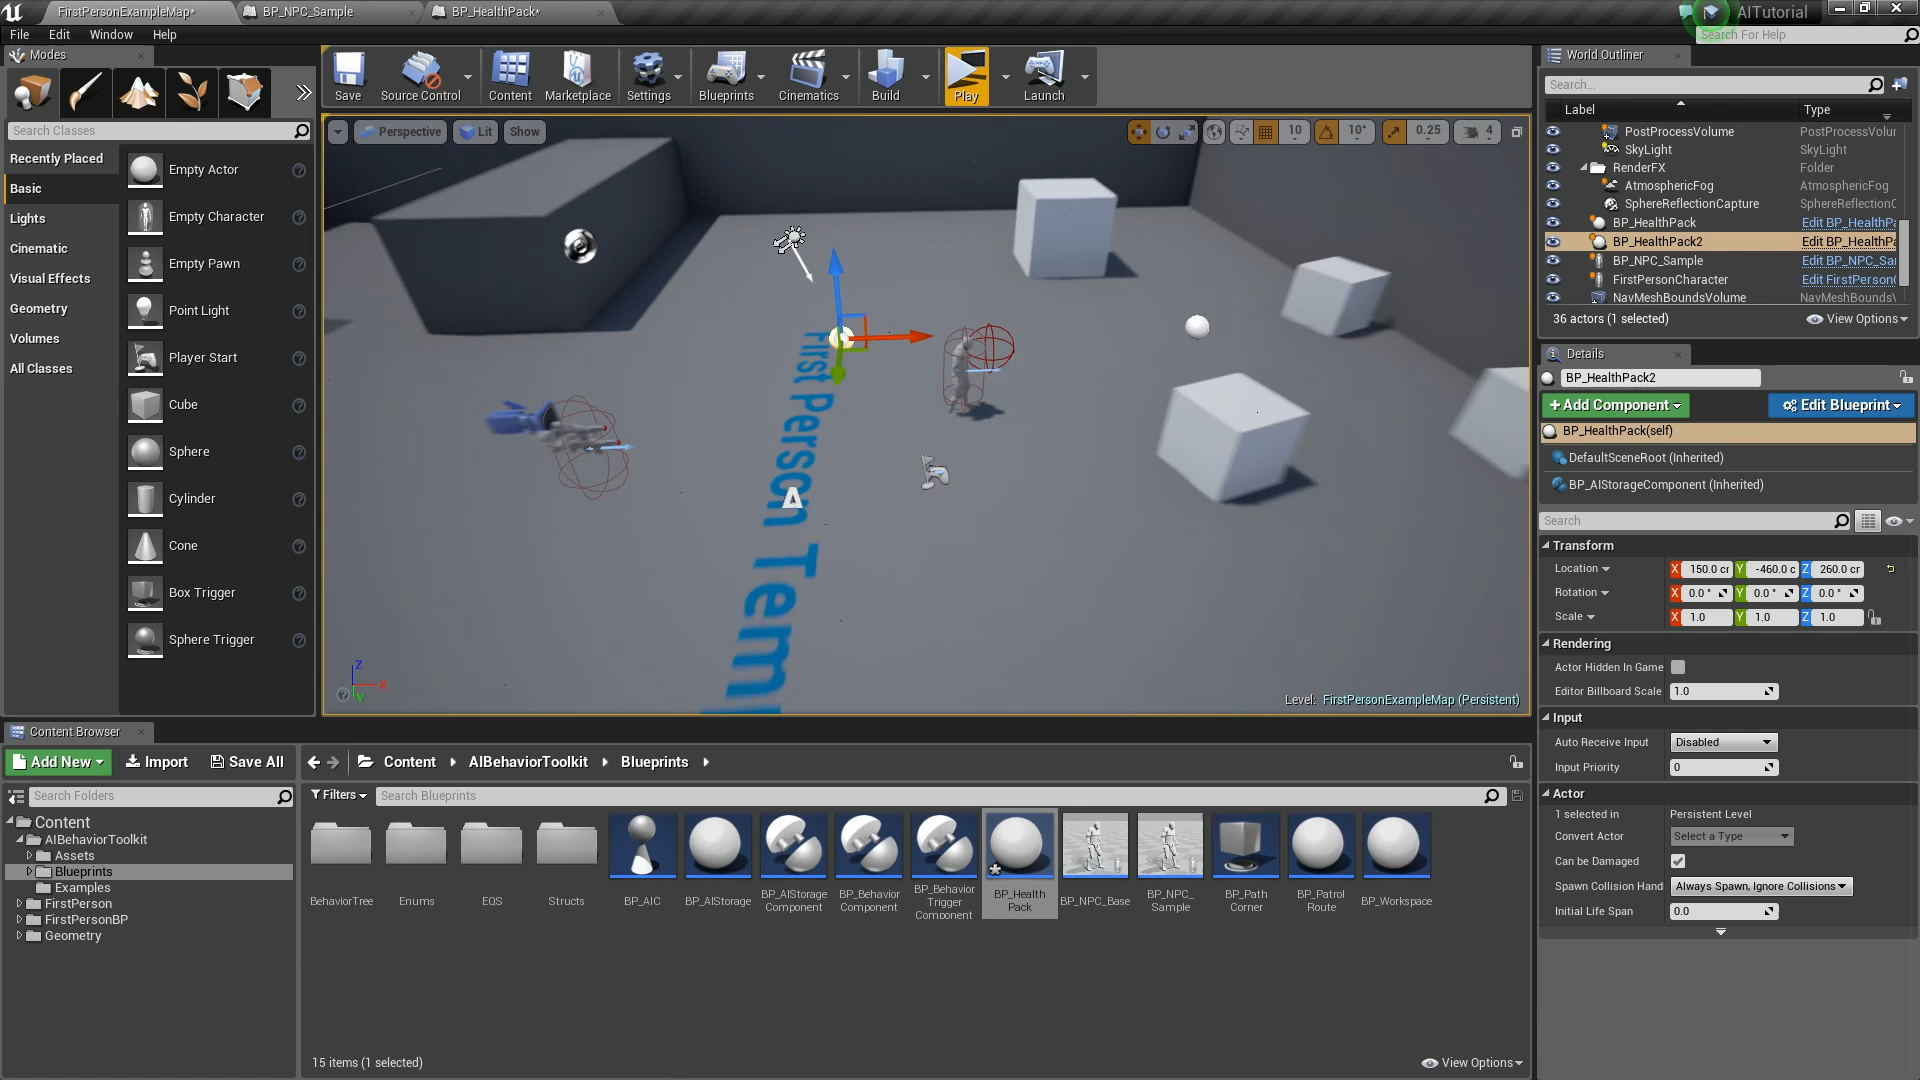 FirstPersonExampleMap*
BP_NPC_Sample
BP_HealthPack*
AITutorial
File
Edit
Window
Help
Search For Help
Modes
Search Classes
Recently Placed
Basic
Lights
Cinematic
Visual Effects
Geometry
Volumes
All Classes
Empty Actor
Empty Character
Empty Pawn
Point Light
Player Start
Cube
Sphere
Cylinder
Cone
Box Trigger
Sphere Trigger
Save
Source Control
Content
Marketplace
Settings
Blueprints
Cinematics
Build
Play
Launch
Perspective
Lit
Show
10
10°
0.25
4
First Person Temp
Z
X
Y
Level: FirstPersonExampleMap (Persistent)
World Outliner
Search...
Label
Type
PostProcessVolume
PostProcessVolur
SkyLight
SkyLight
RenderFX
Folder
AtmosphericFog
AtmosphericFog
SphereReflectionCapture
SphereReflectionC
BP_HealthPack
Edit BP_HealthPa
BP_HealthPack2
Edit BP_HealthPa
BP_NPC_Sample
Edit BP_NPC_Sar
FirstPersonCharacter
Edit FirstPerson
NavMeshBoundsVolume
NavMeshBoundsV
36 actors (1 selected)
View Options
Details
BP_HealthPack2
+Add Component
Edit Blueprint
BP_HealthPack(self)
DefaultSceneRoot (Inherited)
BP_AIStorageComponent (Inherited)
Search
Transform
Location
X 150.0 cr Y -460.0 c Z 260.0 cr
Rotation
X 0.0 ° Y 0.0 ° Z 0.0 °
Scale
X 1.0 Y 1.0 Z 1.0
Rendering
Actor Hidden In Game
Editor Billboard Scale
1.0
Input
Auto Receive Input
Disabled
Input Priority
0
Actor
1 selected in
Persistent Level
Convert Actor
Select a Type
Can be Damaged
Spawn Collision Hand
Always Spawn, Ignore Collisions
Initial Life Span
0.0
Content Browser
Add New
Import
Save All
Content
AIBehaviorToolkit
Blueprints
Search Folders
Filters
Search Blueprints
Content
AIBehaviorToolkit
Assets
Blueprints
Examples
FirstPerson
FirstPersonBP
Geometry
BehaviorTree
Enums
EQS
Structs
BP_AIC
BP_AIStorage
BP_AIStorage
Component
BP_Behavior
Component
BP_Behavior
Trigger
Component
BP_Health
Pack
BP_NPC_Base
BP_NPC_
Sample
BP_Path
Corner
BP_Patrol
Route
BP_Workspace
15 items (1 selected)
View Options